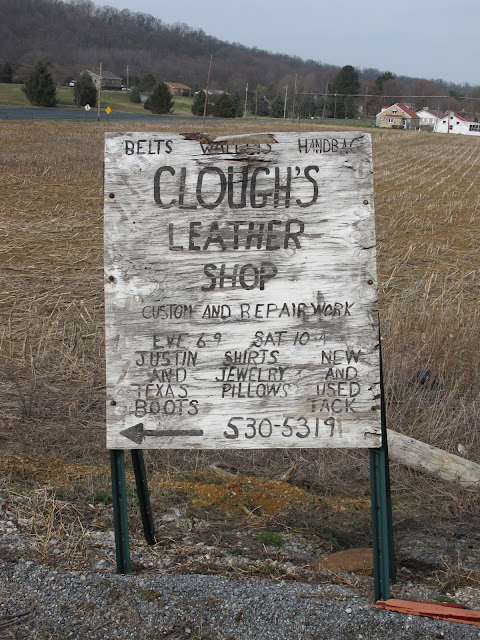 BELTS WALLETS HANDBAG
CLOUGH'S
LEATHER
SHOP
CUSTOM AND REPAIR WORK
EVE 6 9 SAT 10 4
JUSTIN SHIRTS NEW
AND JEWELRY AND
TEXAS PILLOWS USED
BOOTS TACK
530-5319